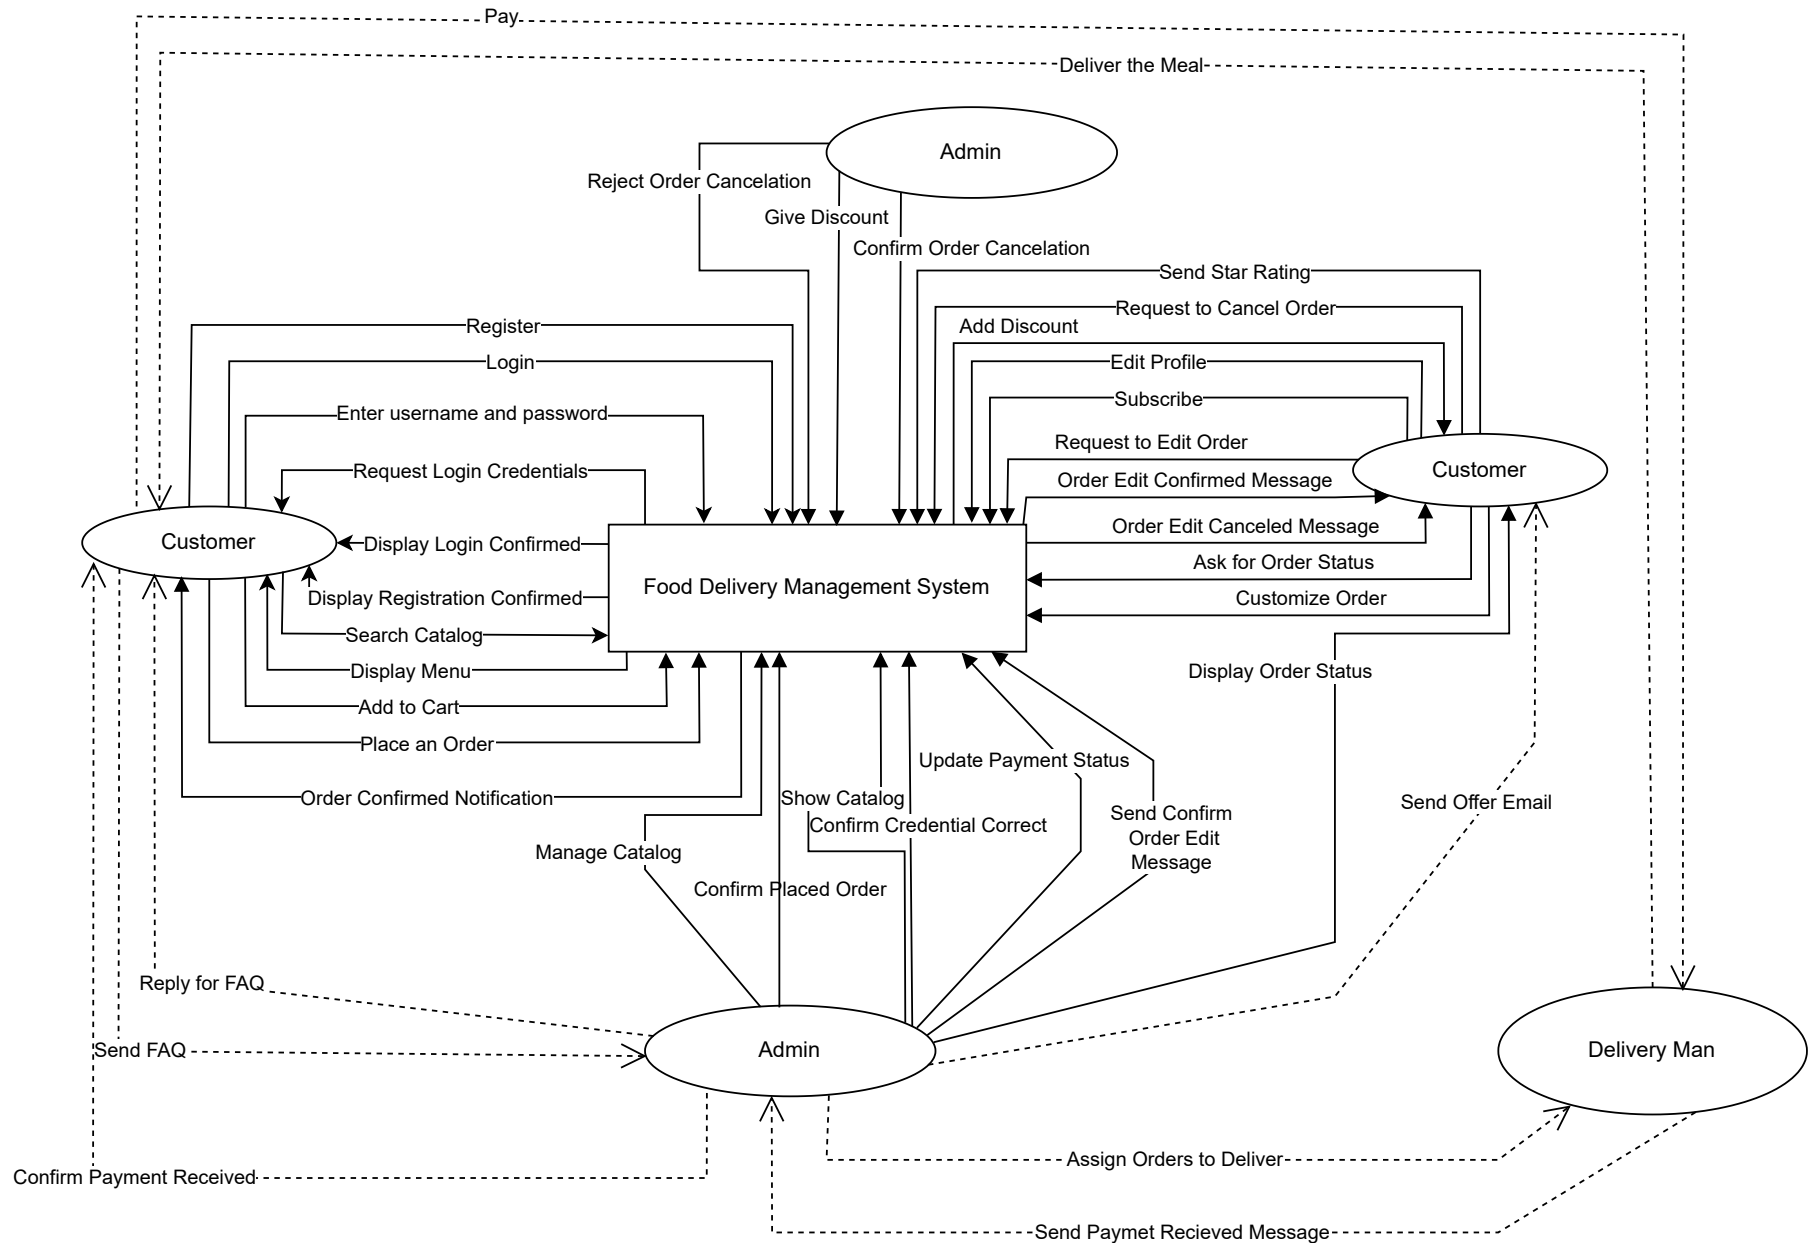 Pay
Deliver the Meal
Admin
Reject Order Cancelation
Give Discount
Confirm Order Cancelation
Send Star Rating
Request to Cancel Order
Register
Add Discount
Login
Edit Profile
Subscribe
Enter username and password
Request to Edit Order
Request Login Credentials
Customer
Order Edit Confirmed Message
Order Edit Canceled Message
Customer
Display Login Confirmed
Ask for Order Status
Food Delivery Management System
Display Registration Confirmed
Customize Order
Search Catalog
Display Menu
Display Order Status
Add to Cart
Place an Order
Update Payment Status
Order Confirmed Notification
Show Catalog
Send Offer Email
Send Confirm
Order Edit
Message
Confirm Credential Correct
Manage Catalog
Confirm Placed Order
Reply for FAQ
Send FAQ
Admin
Delivery Man
Assign Orders to Deliver
Confirm Payment Received
Send Paymet Recieved Message